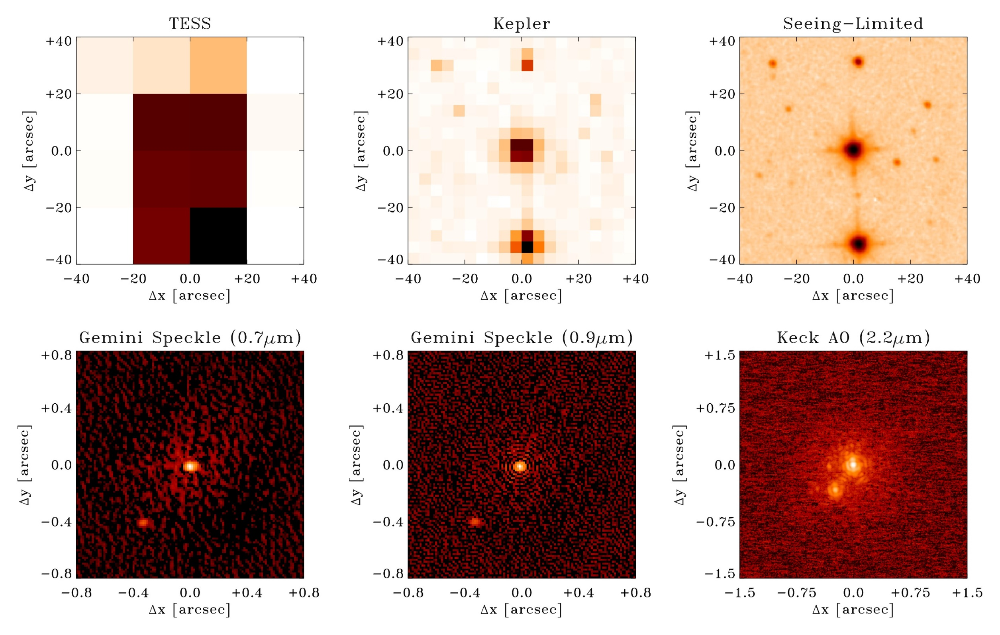 TESS
+40
+20
0.0
−20
−40
Δy [arcsec]
−40 −20 0.0 +20 +40
Δx [arcsec]
Kepler
+40
+20
0.0
−20
−40
Δy [arcsec]
−40 −20 0.0 +20 +40
Δx [arcsec]
Seeing−Limited
+40
+20
0.0
−20
−40
Δy [arcsec]
−40 −20 0.0 +20 +40
Δx [arcsec]
Gemini Speckle (0.7μm)
+0.8
+0.4
0.0
−0.4
−0.8
Δy [arcsec]
−0.8 −0.4 0.0 +0.4 +0.8
Δx [arcsec]
Gemini Speckle (0.9μm)
+0.8
+0.4
0.0
−0.4
−0.8
Δy [arcsec]
−0.8 −0.4 0.0 +0.4 +0.8
Δx [arcsec]
Keck AO (2.2μm)
+1.5
+0.75
0.0
−0.75
−1.5
Δy [arcsec]
−1.5 −0.75 0.0 +0.75 +1.5
Δx [arcsec]